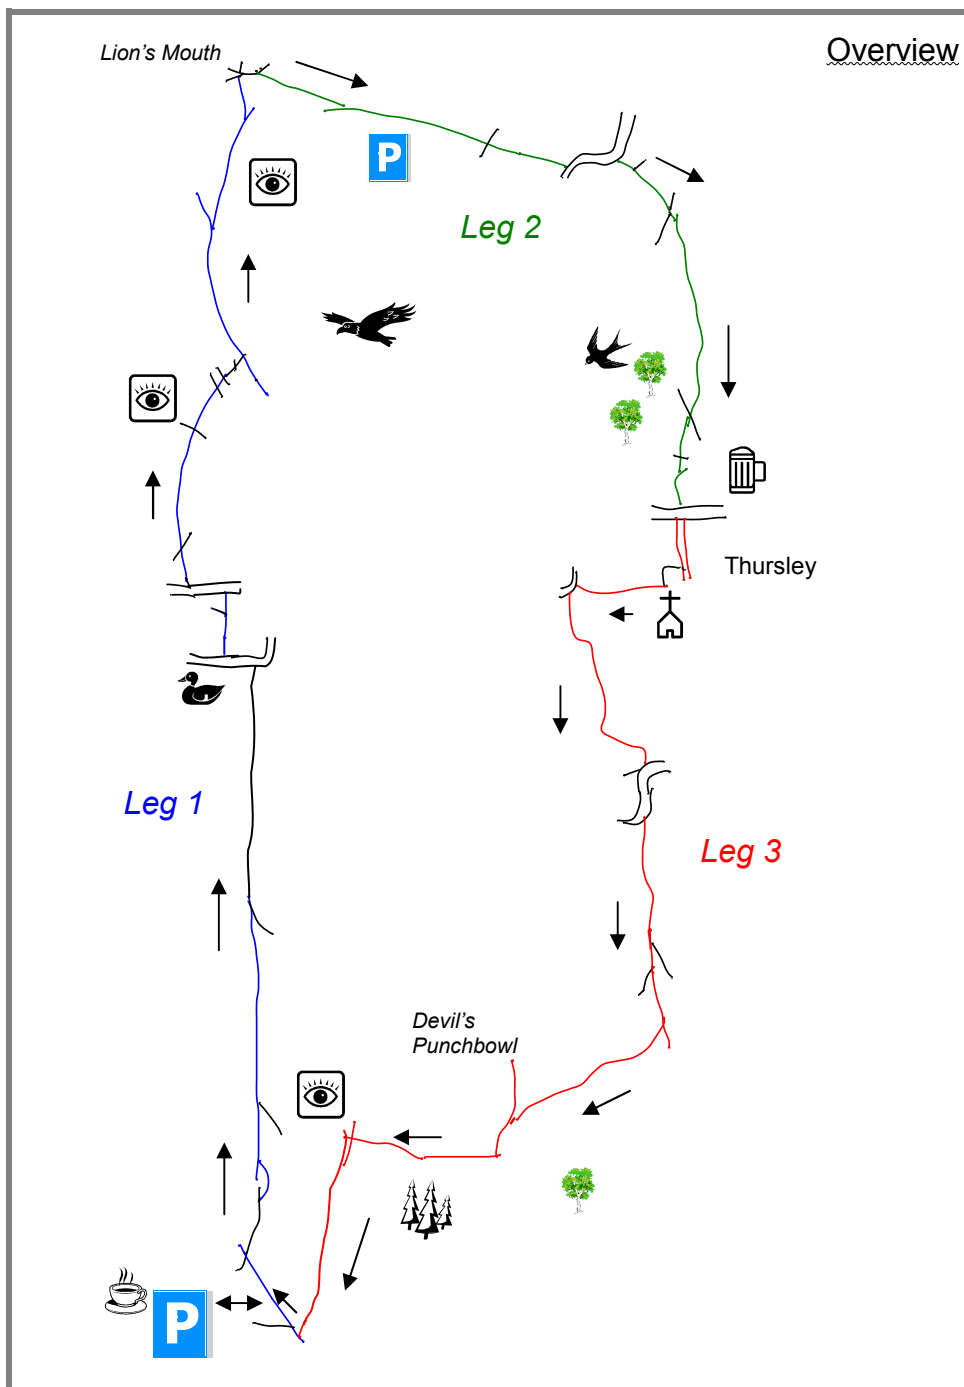 Lion's Mouth
Overview
P
Leg 2
Thursley
Leg 1
Leg 3
Devil's
Punchbowl
P